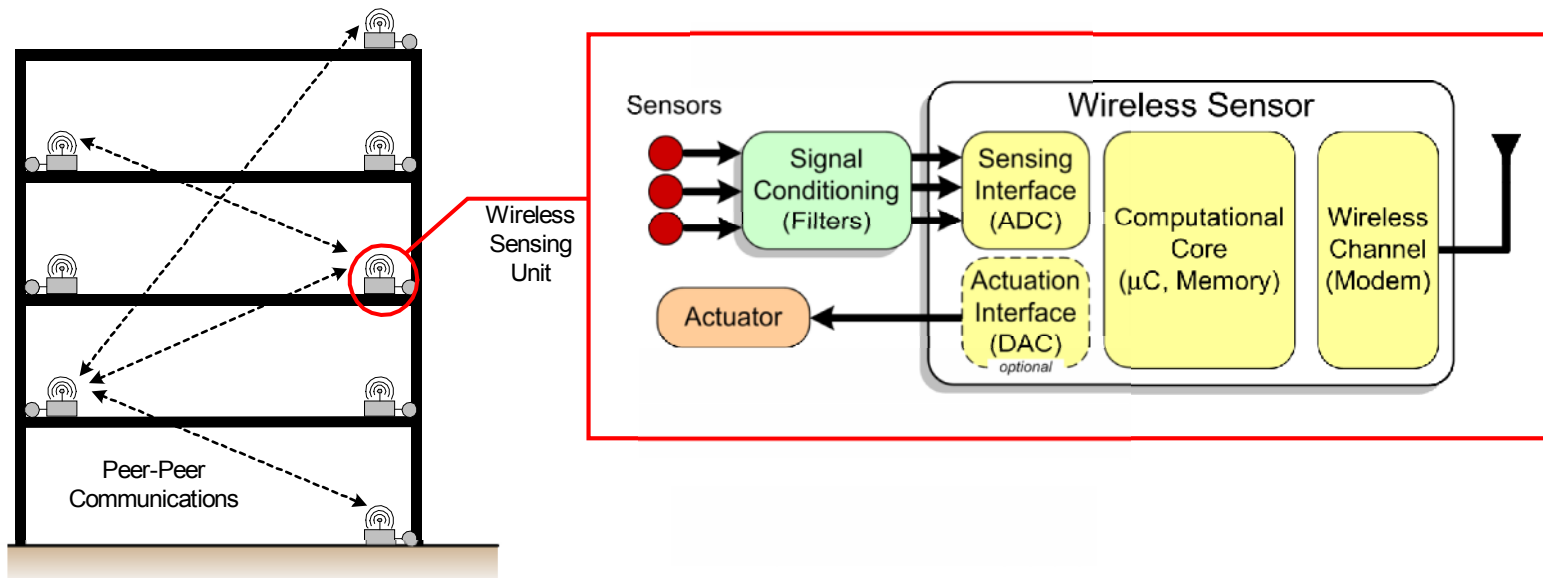 Peer-Peer
Communications
Wireless
Sensing
Unit
Sensors
Signal
Conditioning
(Filters)
Actuator
Wireless Sensor
Sensing
Interface
(ADC)
Actuation
Interface
(DAC)
optional
Computational
Core
(μC, Memory)
Wireless
Channel
(Modem)